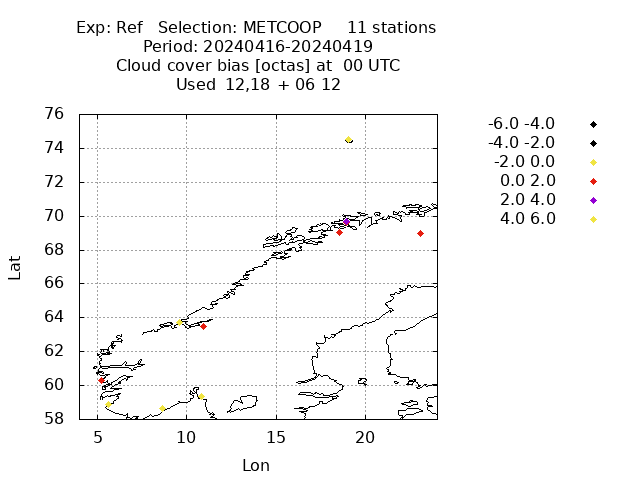 Exp: Ref Selection: METCOOP 11 stations
Period: 20240416-20240419
Cloud cover bias [octas] at 00 UTC
Used 12,18 + 06 12
76
74
72
70
68
66
64
62
60
58
Lat
5 10 15 20
Lon
-6.0 -4.0
-4.0 -2.0
-2.0 0.0
0.0 2.0
2.0 4.0
4.0 6.0